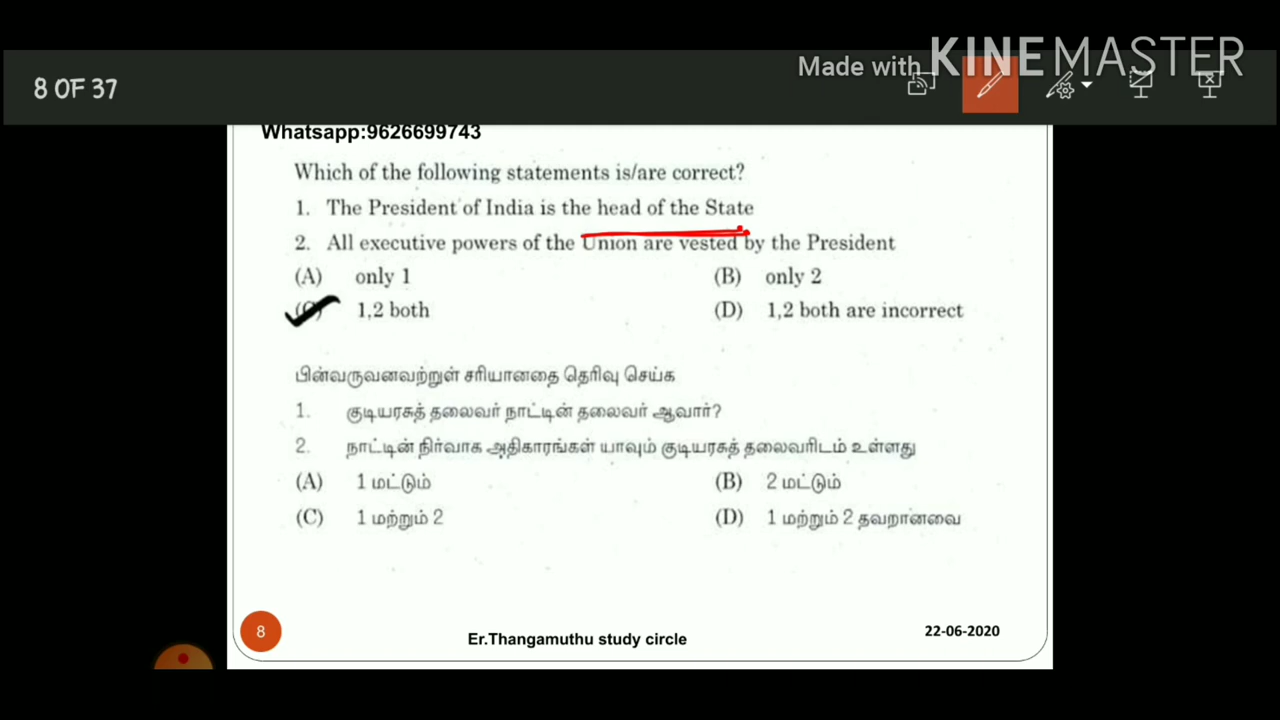 Made with KINEMASTER
8 OF 37
Whatsapp:9626699743
Which of the following statements is/are correct?
1. The President of India is the head of the State
2. All executive powers of the Union are vested by the President
(A) only 1 (B) only 2
(C) 1,2 both (D) 1,2 both are incorrect
பின்வருவனவற்றுள் சரியானதை தெரிவு செய்க
1. குடியரசுத் தலைவர் நாட்டின் தலைவர் ஆவார்?
2. நாட்டின் நிர்வாக அதிகாரங்கள் யாவும் குடியரசுத் தலைவரிடம் உள்ளது
(A) 1 மட்டும் (B) 2 மட்டும்
(C) 1 மற்றும் 2 (D) 1 மற்றும் 2 தவறானவை
8 Er.Thangamuthu study circle 22-06-2020